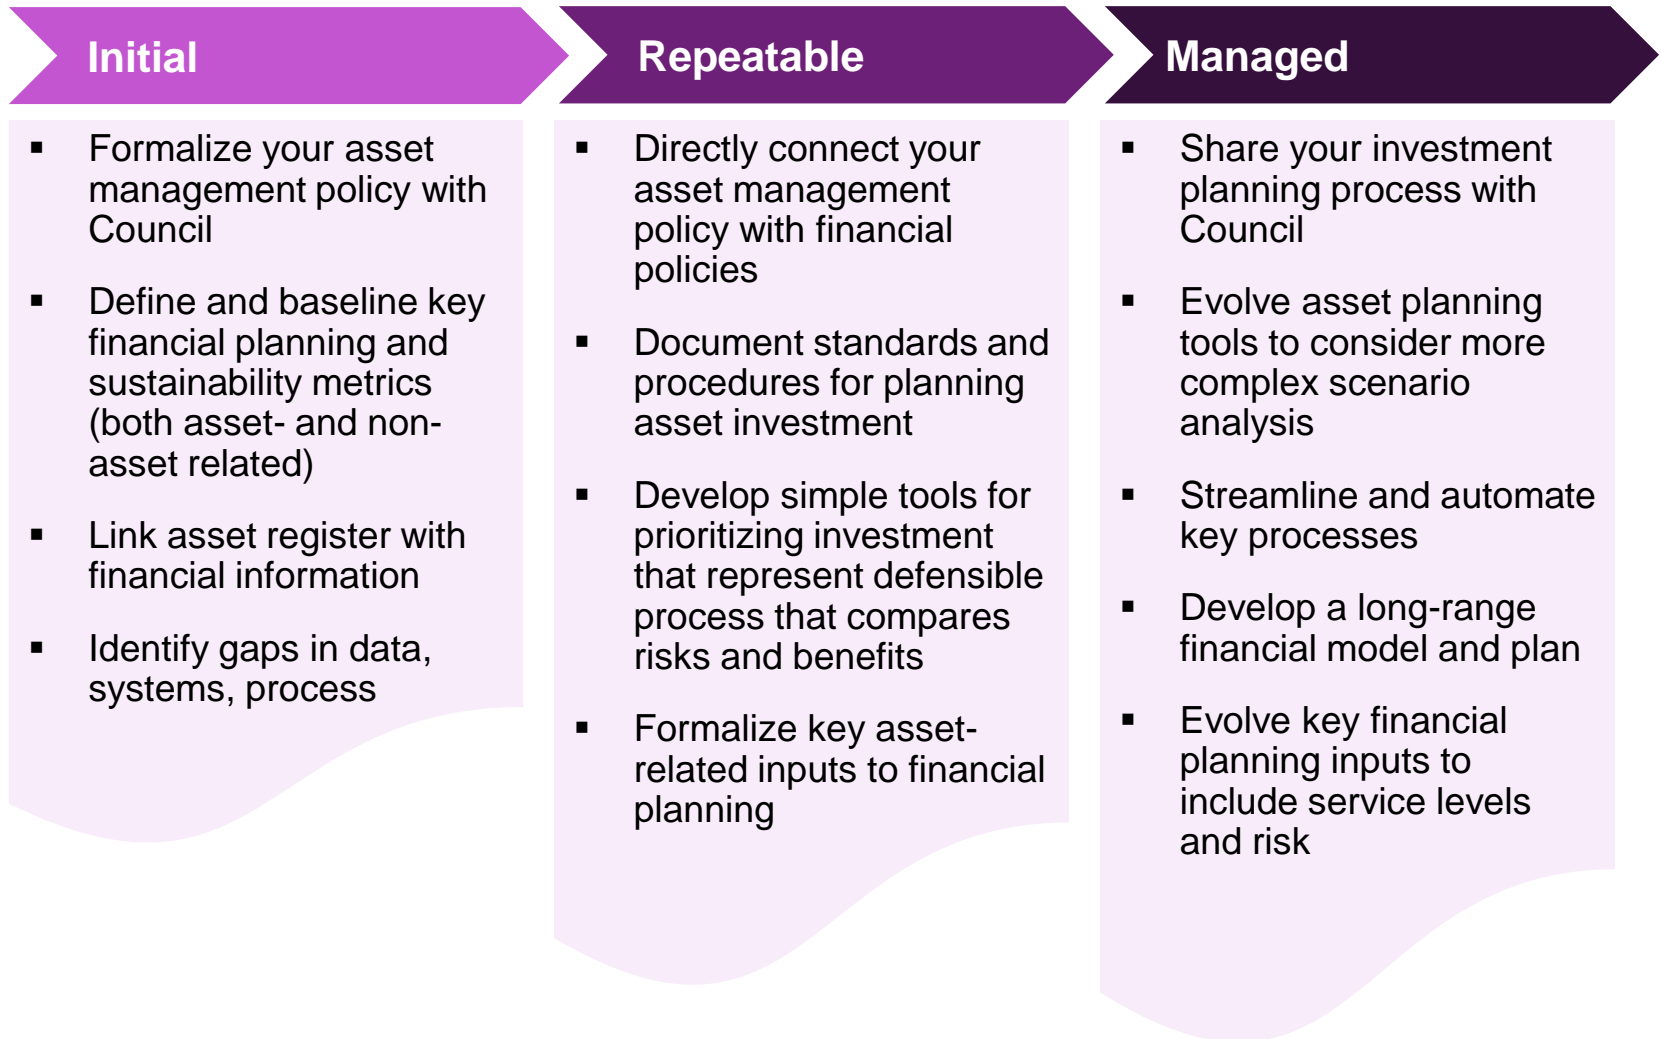 Initial
Formalize your asset
management policy with
Council
Define and baseline key
financial planning and
sustainability metrics
(both asset- and non-
asset related)
Link asset register with
financial information
Identify gaps in data,
systems, process
Repeatable
Directly connect your
asset management
policy with financial
policies
Document standards and
procedures for planning
asset investment
Develop simple tools for
prioritizing investment
that represent defensible
process that compares
risks and benefits
Formalize key asset-
related inputs to financial
planning
Managed
Share your investment
planning process with
Council
Evolve asset planning
tools to consider more
complex scenario
analysis
Streamline and automate
key processes
Develop a long-range
financial model and plan
Evolve key financial
planning inputs to
include service levels
and risk